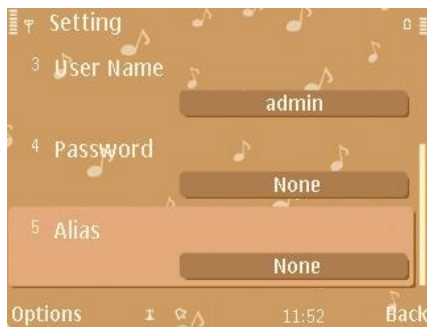 Setting
3 User Name
admin
4 Password
None
5 Alias
None
Options 11:52 Back